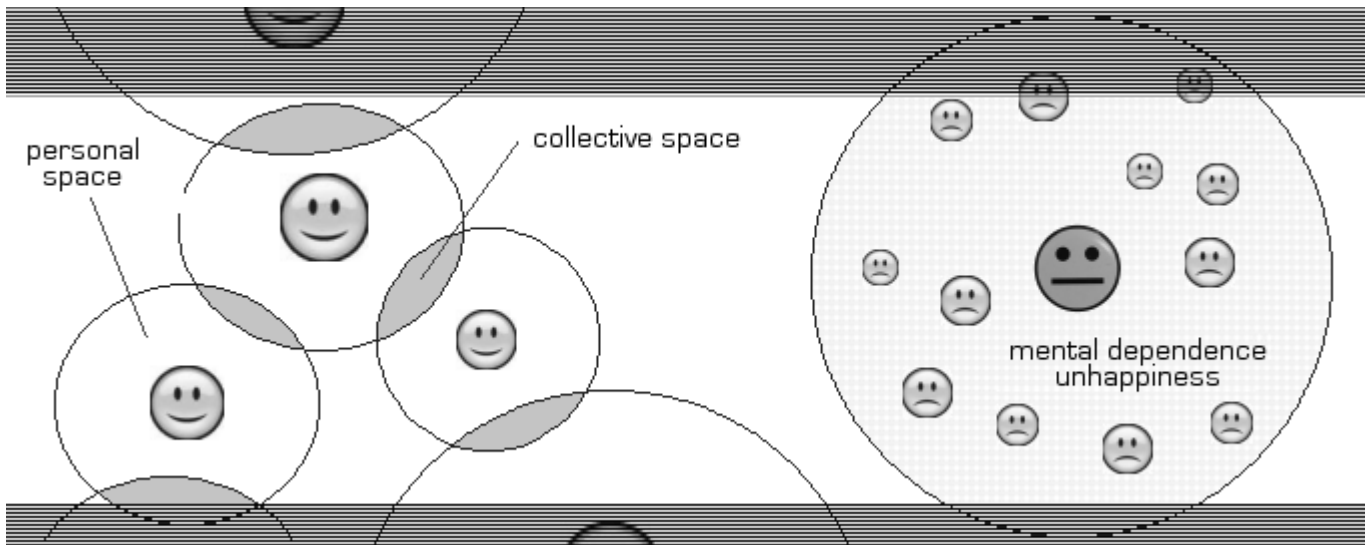 personal
space
collective space
mental dependence
unhappiness